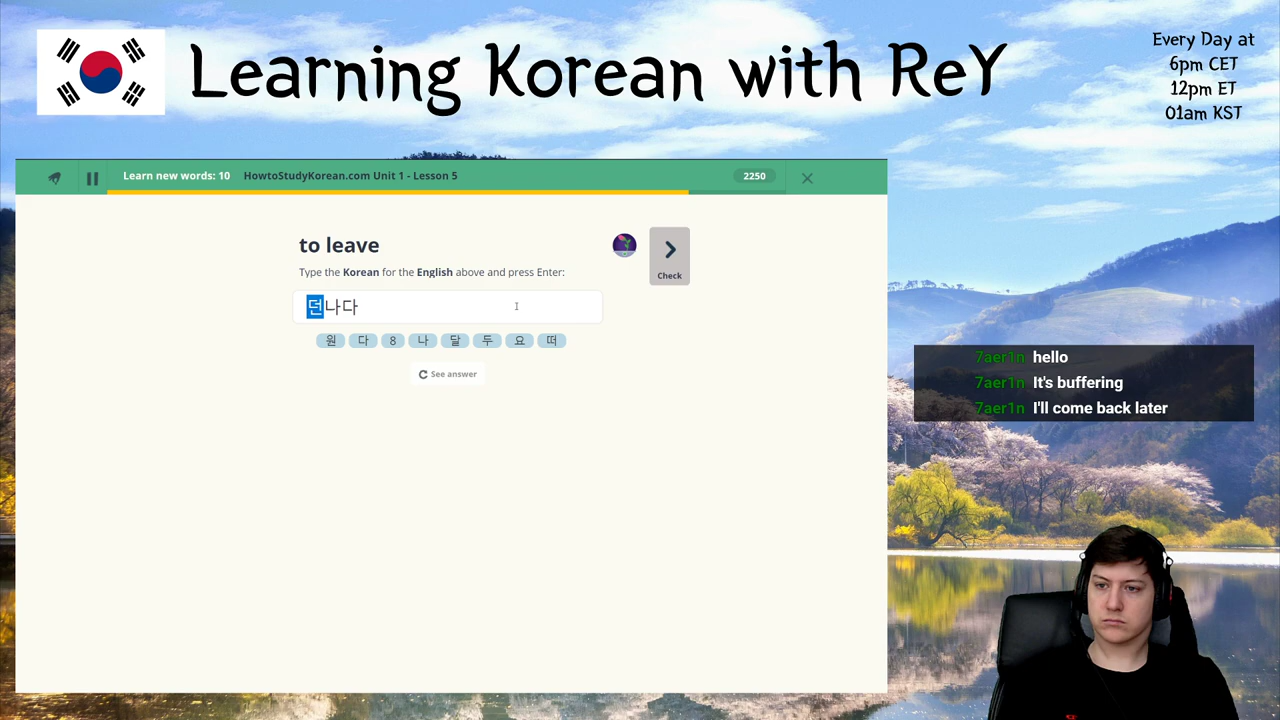 Learning Korean with ReY
Every Day at
6pm CET
12pm ET
01am KST
Learn new words: 10 HowtoStudyKorean.com Unit 1 - Lesson 5 2250
to leave
Type the Korean for the English above and press Enter:
Check
던나다
원 다 8 나 달 두 요 떠
See answer
7aer1n hello
7aer1n It's buffering
7aer1n I'll come back later